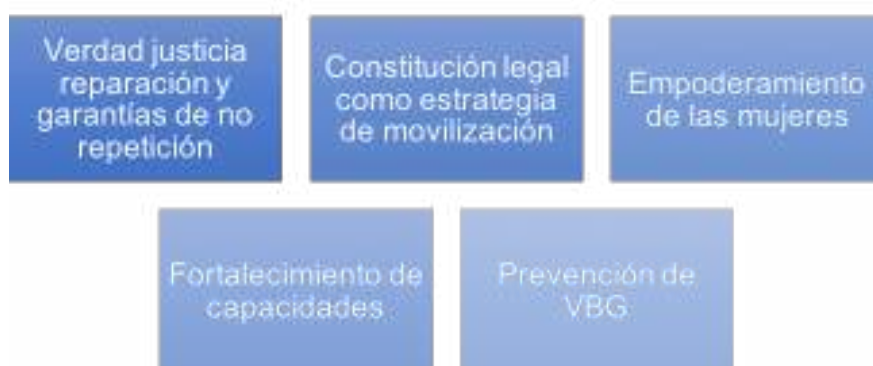 Verdad justicia
reparación y
garantías de no
repetición
Constitución legal
como estrategia
de movilización
Empoderamiento
de las mujeres
Fortalecimiento de
capacidades
Prevención de
VBG